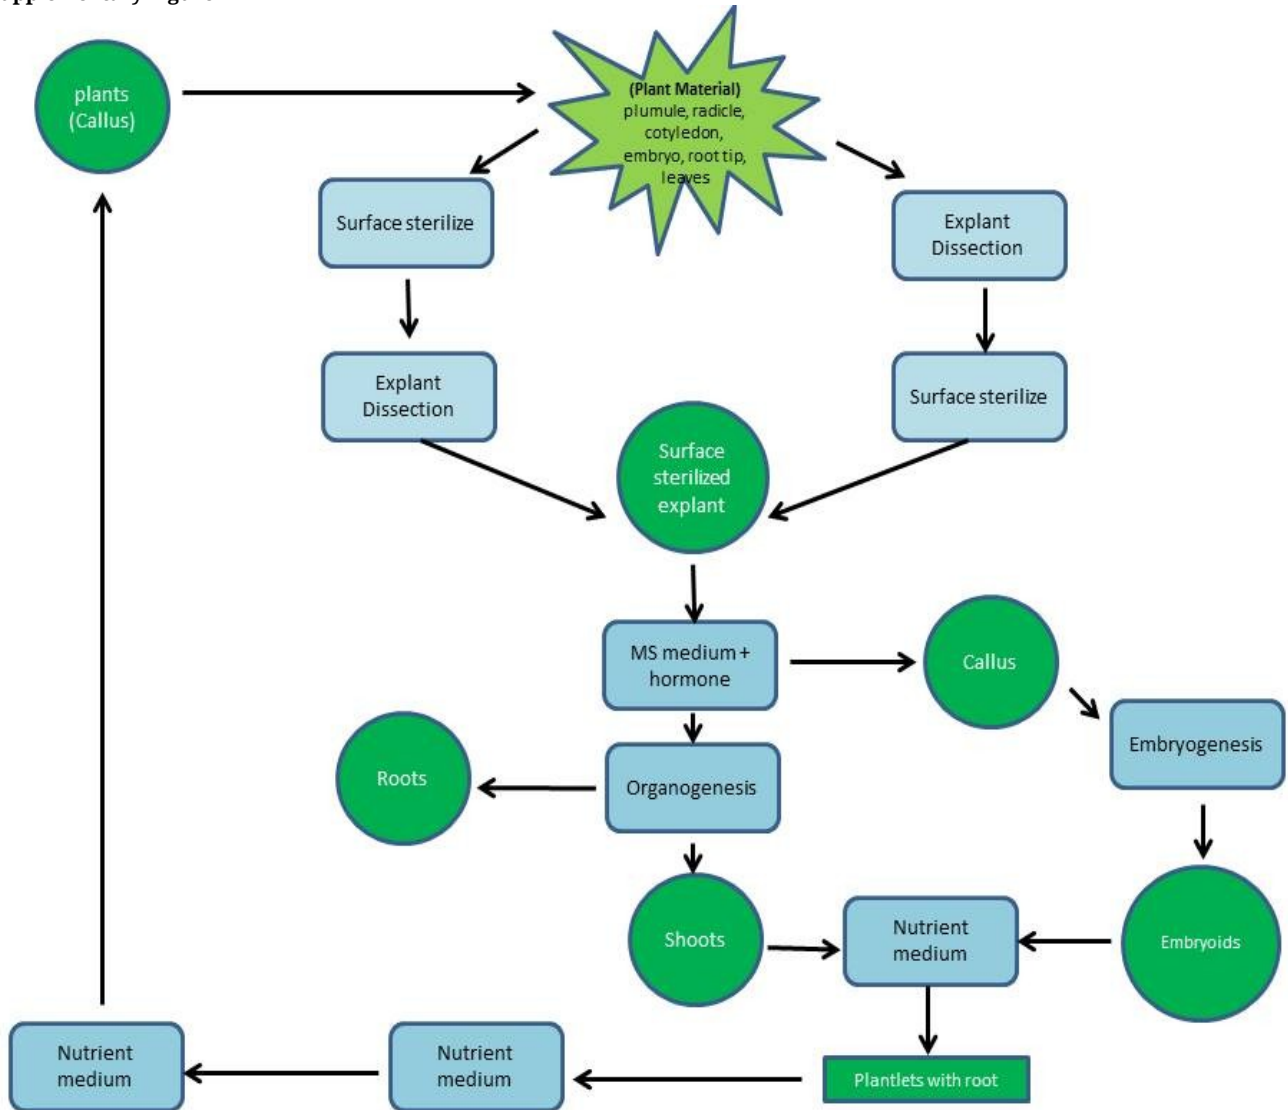 plants
(Callus)
(Plant Material)
plumule, radicle,
cotyledon,
embryo, root tip,
leaves
Surface sterilize
Explant
Dissection
Explant
Dissection
Surface sterilize
Surface
sterilized
explant
MS medium +
hormone
Callus
Embryogenesis
Roots
Organogenesis
Shoots
Nutrient
medium
Embryoids
Nutrient
medium
Nutrient
medium
Plantlets with root